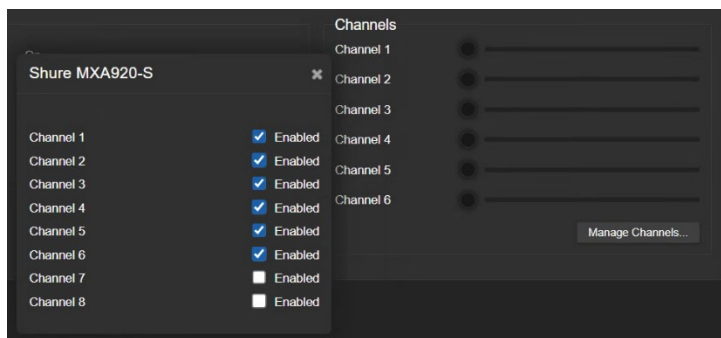 Channels
Channel 1
Channel 2
Channel 3
Channel 4
Channel 5
Channel 6
Manage Channels...
Shure MXA920-S
Channel 1 Enabled
Channel 2 Enabled
Channel 3 Enabled
Channel 4 Enabled
Channel 5 Enabled
Channel 6 Enabled
Channel 7 Enabled
Channel 8 Enabled